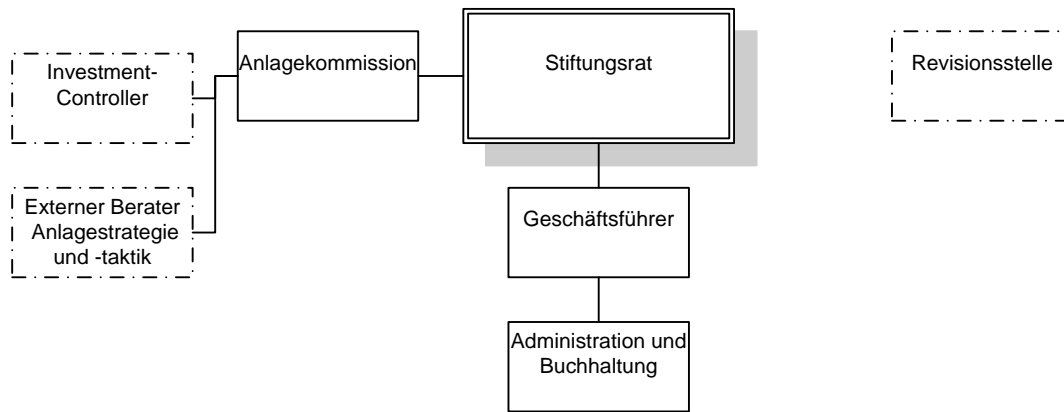 Investment-
Controller
Anlagekommission
Stiftungsrat
Revisionsstelle
Externer Berater
Anlagestrategie
und -taktik
Geschäftsführer
Administration und
Buchhaltung